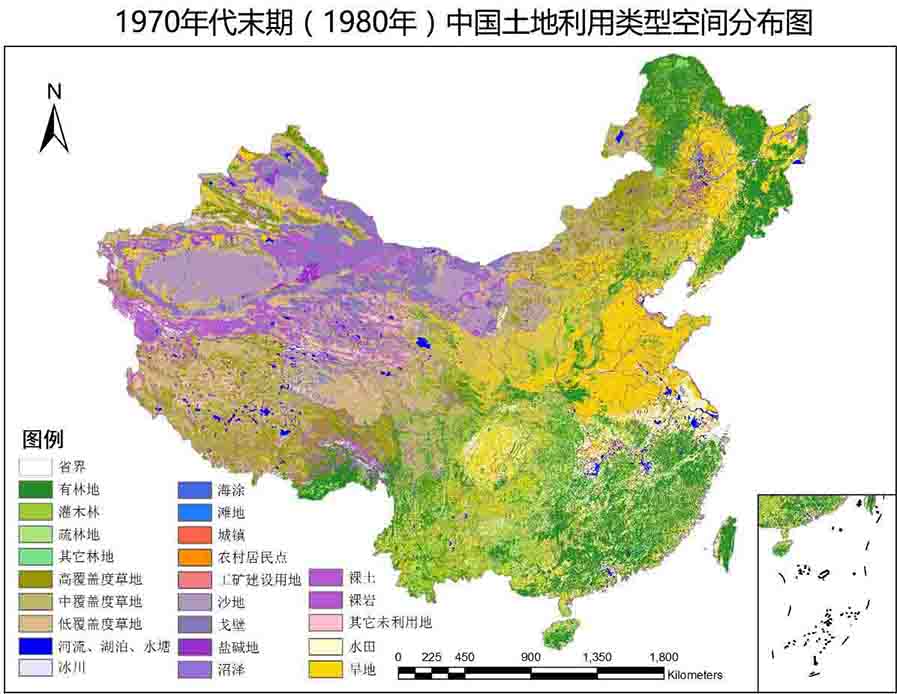 1970年代末期（1980年）中国土地利用类型空间分布图
N
图例
省界
有林地
灌木林
疏林地
其它林地
高覆盖度草地
中覆盖度草地
低覆盖度草地
河流、湖泊、水塘
冰川
海涂
滩地
城镇
农村居民点
工矿建设用地
沙地
戈壁
盐碱地
沼泽
裸土
裸岩
其它未利用地
水田
旱地
0 225 450 900 1,350 1,800
Kilometers